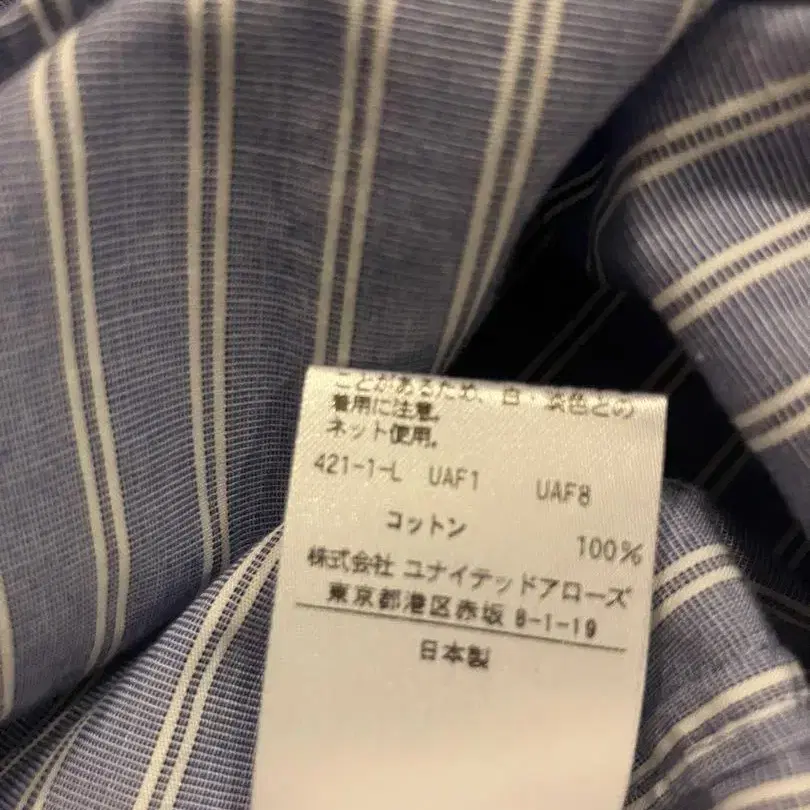 ことがあるため、白・淡色との
着用に注意。
ネット使用。
421-1-L UAF1 UAF8
コットン 100%
株式会社 ユナイテッドアローズ
東京都港区赤坂 8-1-19
日本製